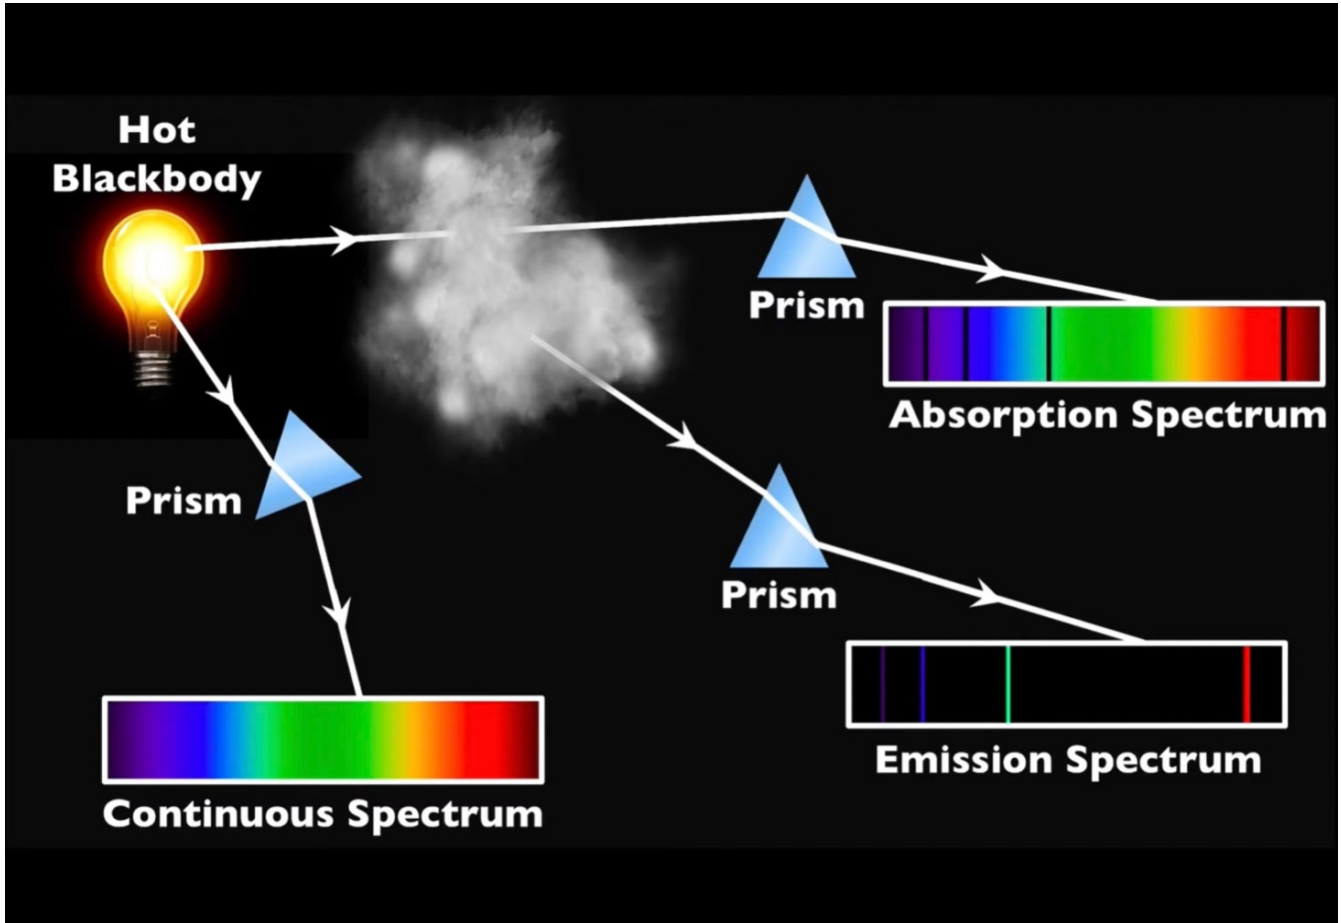 Hot
Blackbody
Prism
Absorption Spectrum
Prism
Prism
Emission Spectrum
Continuous Spectrum